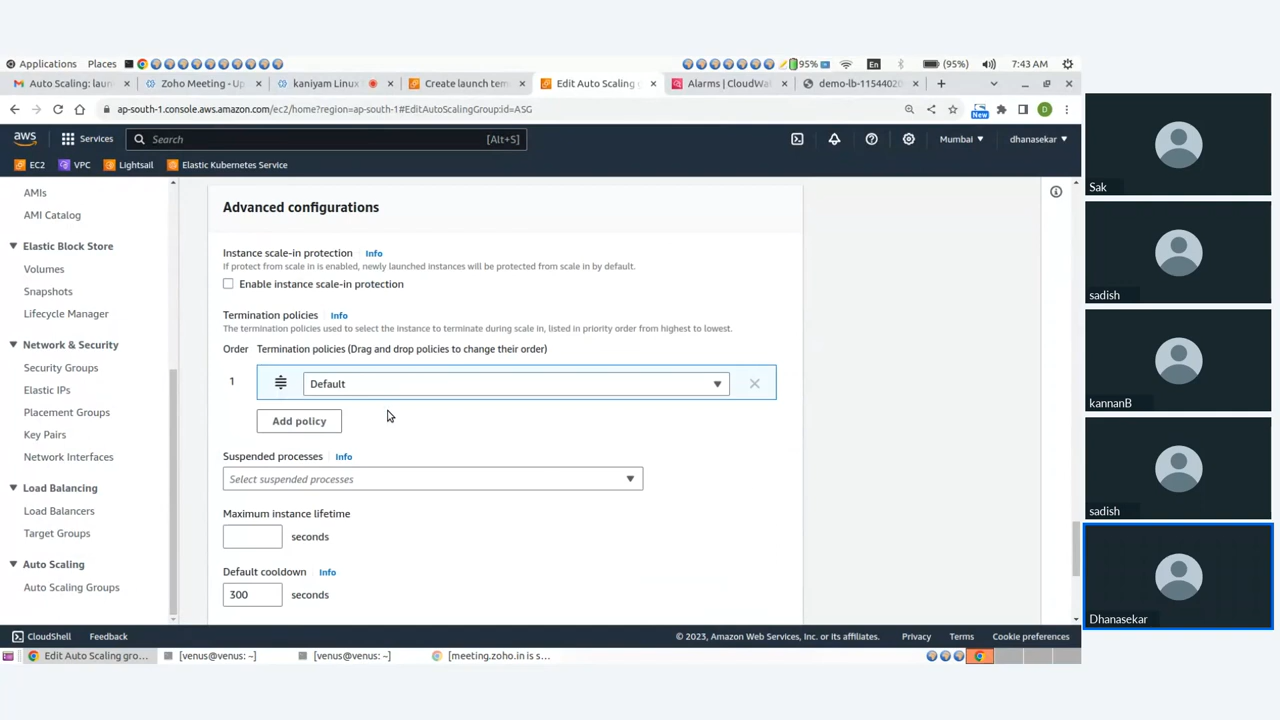 Applications Places 95% En (95%) 7:43 AM
Auto Scaling: laun
Zoho Meeting - Up
kaniyam Linux
Create launch tem
Edit Auto Scaling g
Alarms | CloudWa
demo-lb-11544020
ap-south-1.console.aws.amazon.com/ec2/home?region=ap-south-1#EditAutoScalingGroup:id=ASG
New
D
aws Services Search [Alt+S] Mumbai dhanasekar
EC2 VPC Lightsail Elastic Kubernetes Service
AMIs
AMI Catalog
Elastic Block Store
Volumes
Snapshots
Lifecycle Manager
Network & Security
Security Groups
Elastic IPs
Placement Groups
Key Pairs
Network Interfaces
Load Balancing
Load Balancers
Target Groups
Auto Scaling
Auto Scaling Groups
Advanced configurations
Instance scale-in protection Info
If protect from scale in is enabled, newly launched instances will be protected from scale in by default.
Enable instance scale-in protection
Termination policies Info
The termination policies used to select the instance to terminate during scale in, listed in priority order from highest to lowest.
Order Termination policies (Drag and drop policies to change their order)
1 Default
Add policy
Suspended processes Info
Select suspended processes
Maximum instance lifetime
seconds
Default cooldown Info
300 seconds
CloudShell Feedback © 2023, Amazon Web Services, Inc. or its affiliates. Privacy Terms Cookie preferences
Edit Auto Scaling gro... [venus@venus: ~] [venus@venus: ~] [meeting.zoho.in is s...
Sak
sadish
kannanB
sadish
Dhanasekar